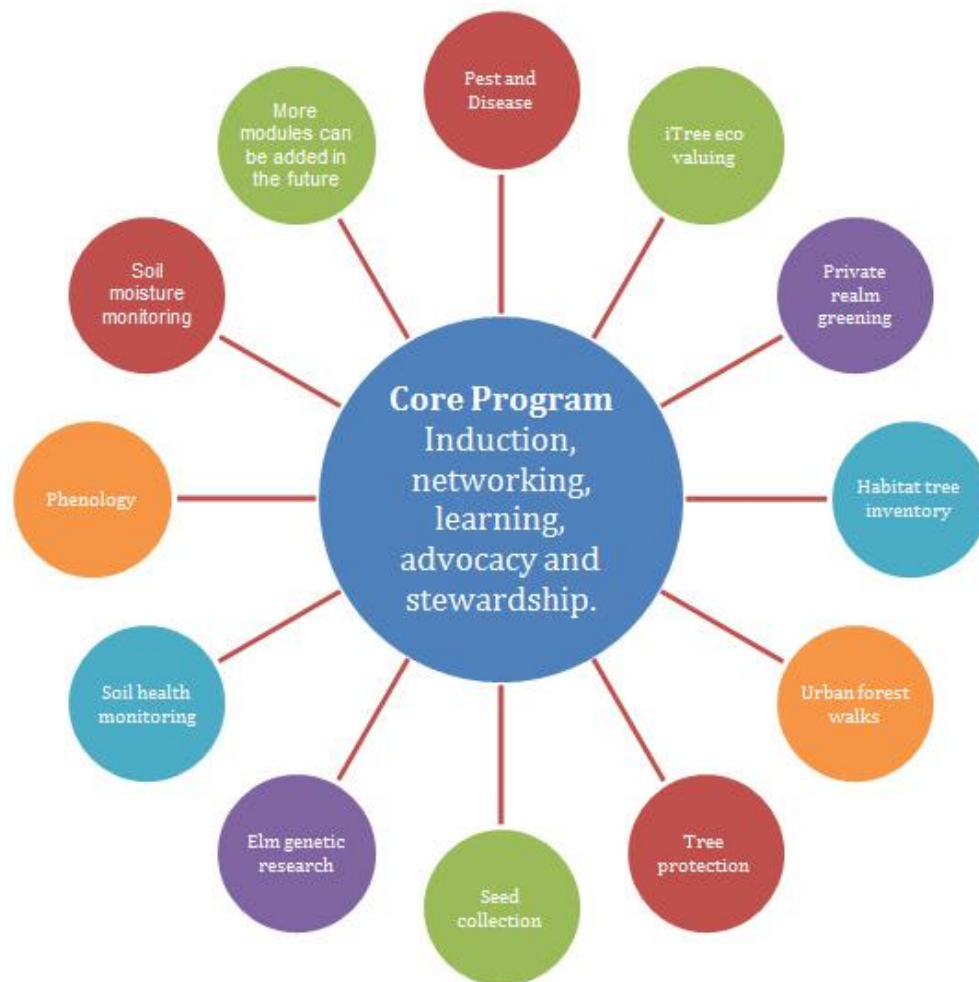 Pest and
Disease
iTree eco
valuing
Private
realm
greening
Habitat tree
inventory
Urban forest
walks
Tree
protection
Seed
collection
Elm genetic
research
Soil health
monitoring
Phenology
Soil
moisture
monitoring
More
modules can
be added in
the future
Core Program
Induction,
networking,
learning,
advocacy and
stewardship.